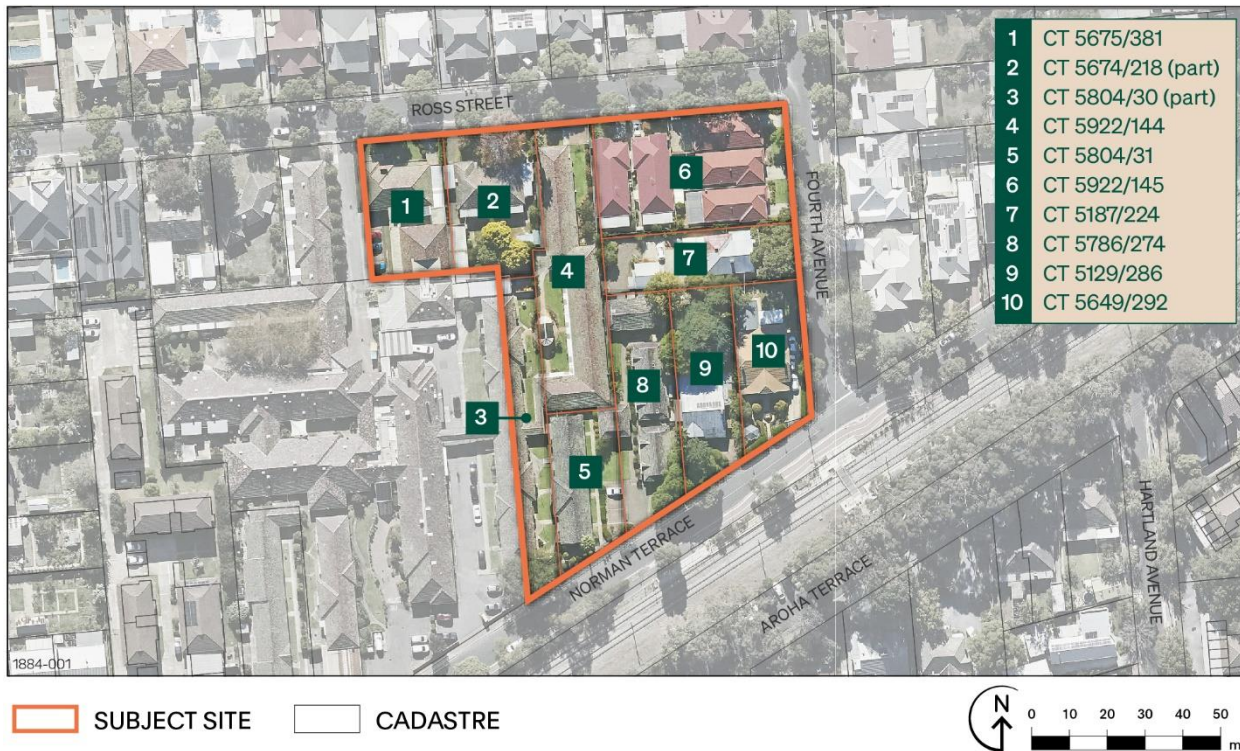 1 CT 5675/381
2 CT 5674/218 (part)
3 CT 5804/30 (part)
4 CT 5922/144
5 CT 5804/31
6 CT 5922/145
7 CT 5187/224
8 CT 5786/274
9 CT 5129/286
10 CT 5649/292
ROSS STREET
FOURTH AVENUE
1
2
6
7
4
3
5
8
9
10
NORMAN TERRACE
AROHA TERRACE
HARTLAND AVENUE
1884-001
SUBJECT SITE
CADASTRE
N
0 10 20 30 40 50
m